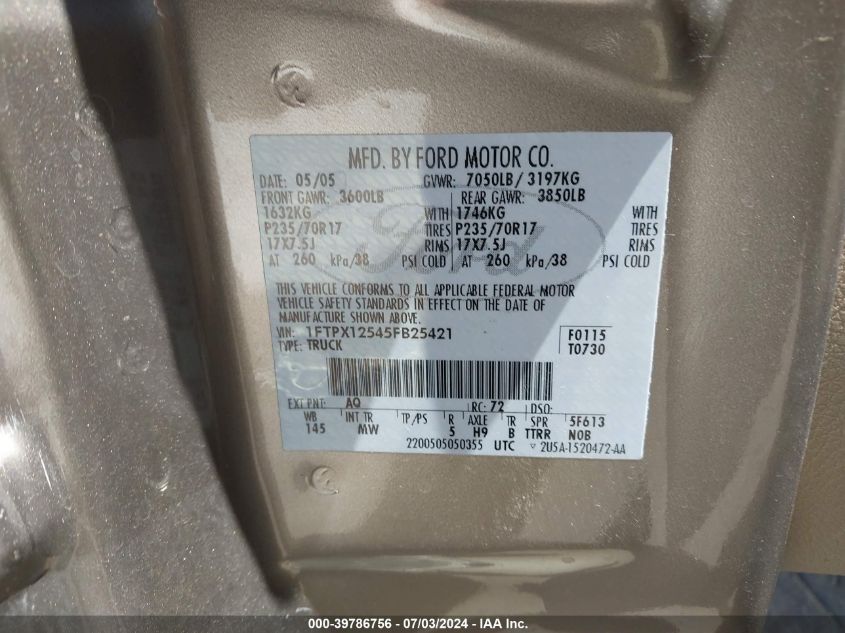 MFD. BY FORD MOTOR CO.
DATE: 05/05 GVWR: 7050LB / 3197KG
FRONT GAWR: 3600LB REAR GAWR: 3850LB
1632KG WITH 1746KG WITH
P235/70R17 TIRES P235/70R17 TIRES
17X7.5J RIMS 17X7.5J RIMS
AT 260 kPa/38 PSI COLD AT 260 kPa/38 PSI COLD
Ford
THIS VEHICLE CONFORMS TO ALL APPLICABLE FEDERAL MOTOR
VEHICLE SAFETY STANDARDS IN EFFECT ON THE DATE OF
MANUFACTURE SHOWN ABOVE.
VIN: 1FTPX12545FB25421 F0115
TYPE: TRUCK T0730
EXT PNT: AQ RC: 72 DSO:
WB INT TR TP/PS R AXLE TR SPR 5F613
145 MW 5 H9 B TTRR N0B
2200505050355 UTC 2U5A-1520472-AA
000-39786756 - 07/03/2024 - IAA Inc.